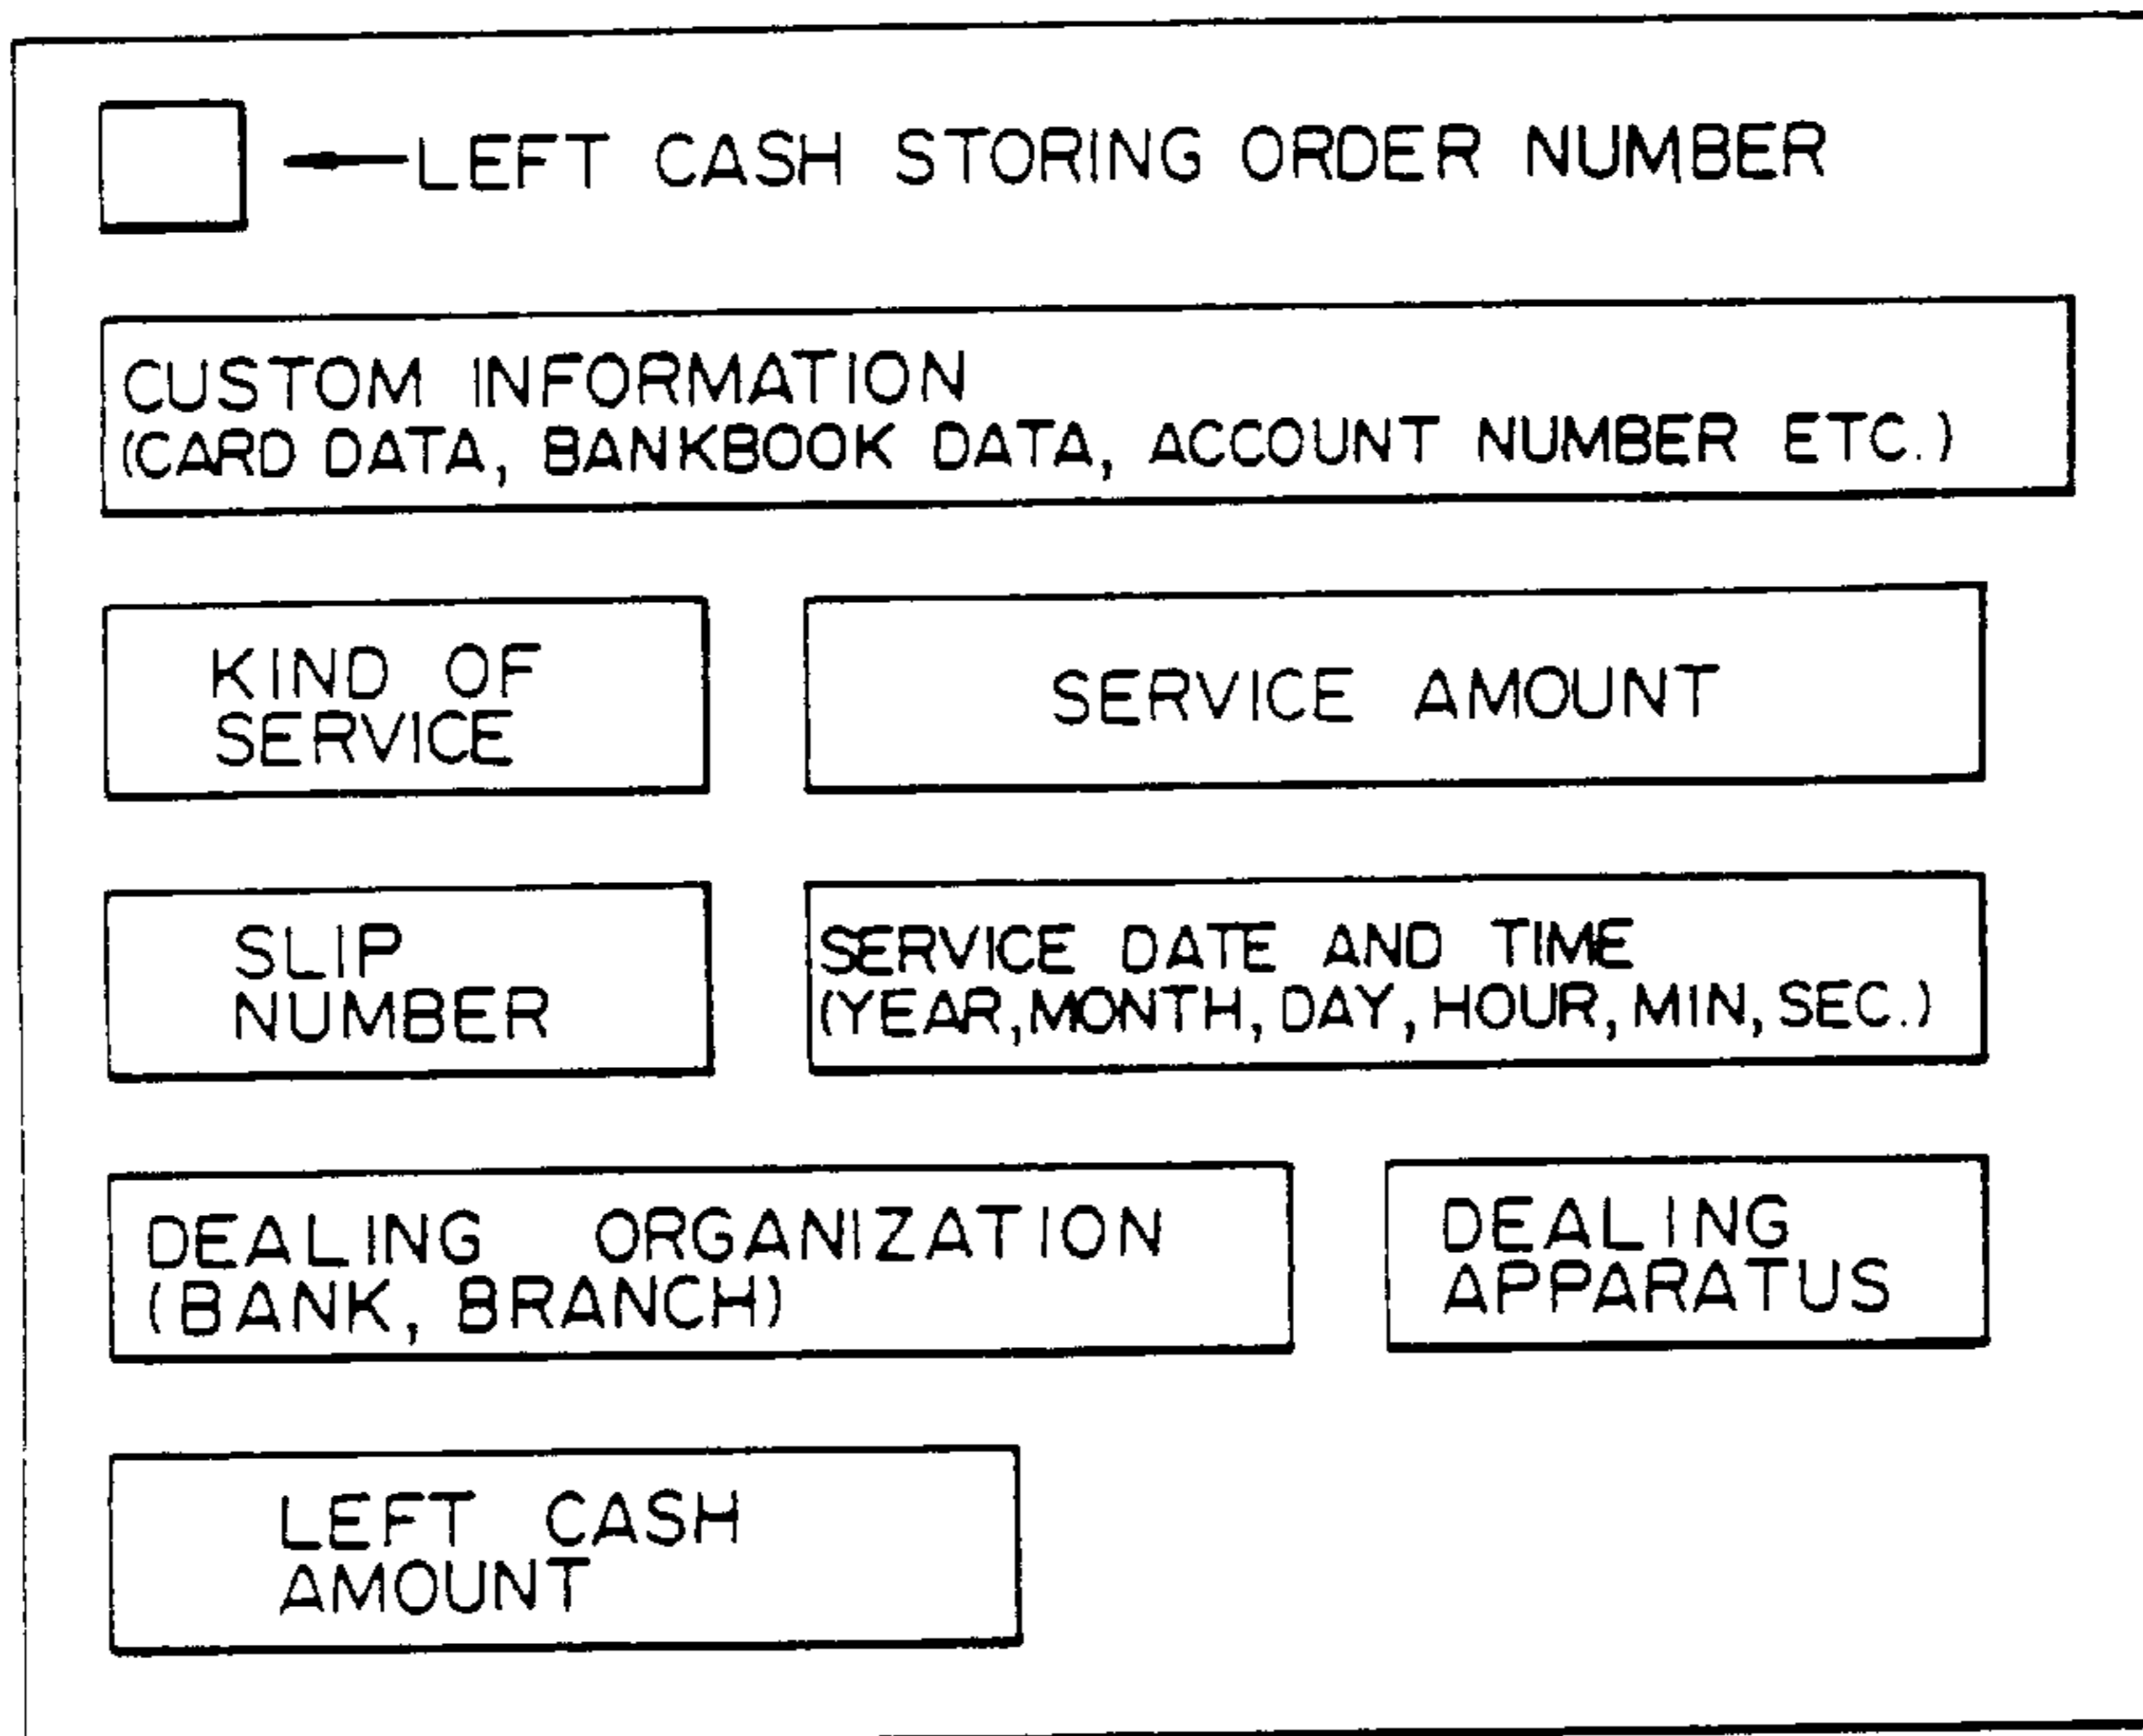 LEFT CASH STORING ORDER NUMBER
CUSTOM INFORMATION
(CARD DATA, BANKBOOK DATA, ACCOUNT NUMBER ETC.)
KIND OF
SERVICE
SERVICE AMOUNT
SLIP
NUMBER
SERVICE DATE AND TIME
(YEAR,MONTH,DAY,HOUR,MIN,SEC.)
DEALING ORGANIZATION
(BANK, BRANCH)
DEALING
APPARATUS
LEFT CASH
AMOUNT